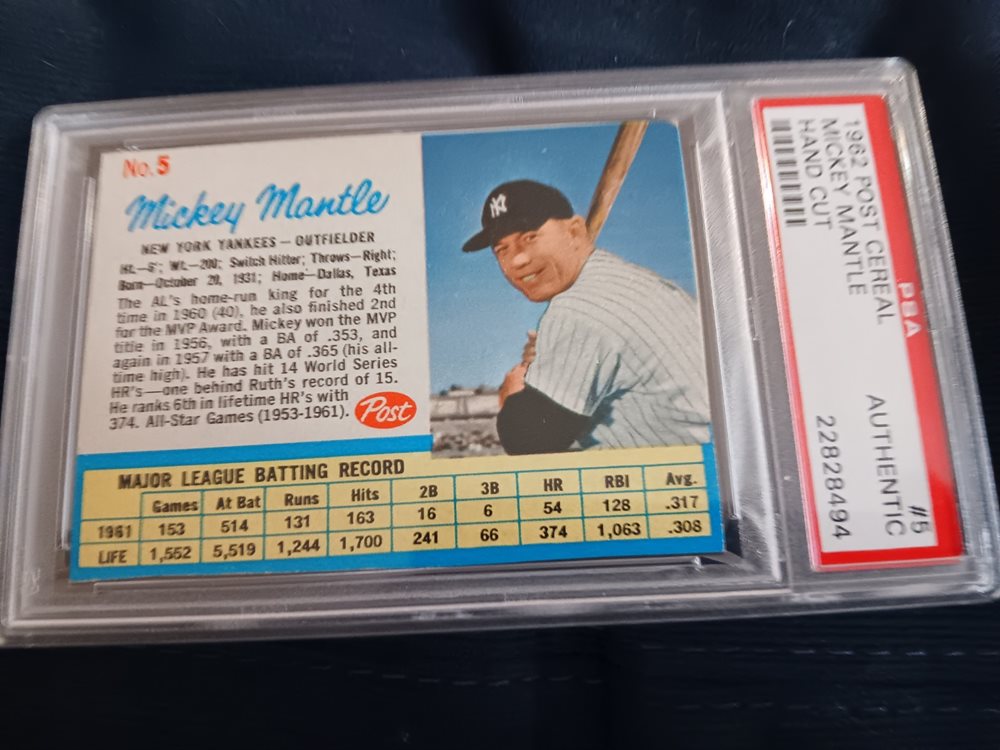 No. 5
Mickey Mantle
NEW YORK YANKEES — OUTFIELDER
Ht.—6'; Wt.—200; Switch Hitter; Throws—Right;
Born—October 20, 1931; Home—Dallas, Texas
The AL's home-run king for the 4th
time in 1960 (40), he also finished 2nd
for the MVP Award. Mickey won the MVP
title in 1956, with a BA of .353, and
again in 1957 with a BA of .365 (his all-
time high). He has hit 14 World Series
HR's—one behind Ruth's record of 15.
He ranks 6th in lifetime HR's with
374. All-Star Games (1953-1961).
Post
MAJOR LEAGUE BATTING RECORD
Games At Bat Runs Hits 2B 3B HR RBI Avg.
1961 153 514 131 163 16 6 54 128 .317
LIFE 1,552 5,519 1,244 1,700 241 66 374 1,063 .308
NY
PSA
1962 POST CEREAL #5
MICKEY MANTLE AUTHENTIC
HAND CUT 22828494